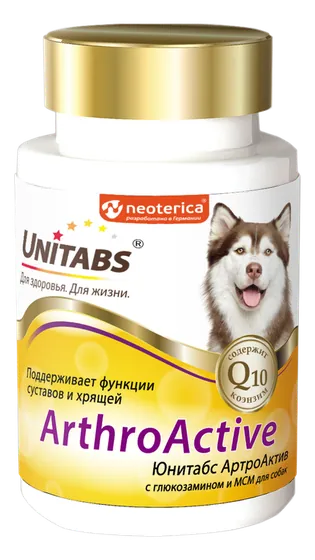 neoterica®
разработано в Германии
UNITABS®
Для здоровья. Для жизни.
содержит
Q10
коэнзим
Поддерживает функции
суставов и хрящей
ArthroActive
Юнитабс АртроАктив
с глюкозамином и МСМ для собак